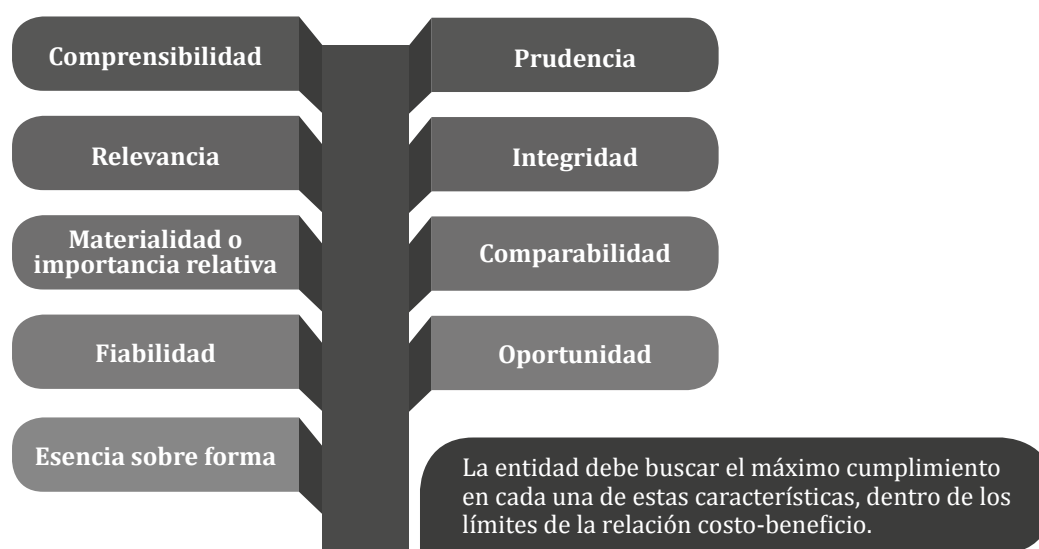 Comprensibilidad
Relevancia
Materialidad o
importancia relativa
Fiabilidad
Esencia sobre forma
Prudencia
Integridad
Comparabilidad
Oportunidad
La entidad debe buscar el máximo cumplimiento
en cada una de estas características, dentro de los
límites de la relación costo-beneficio.